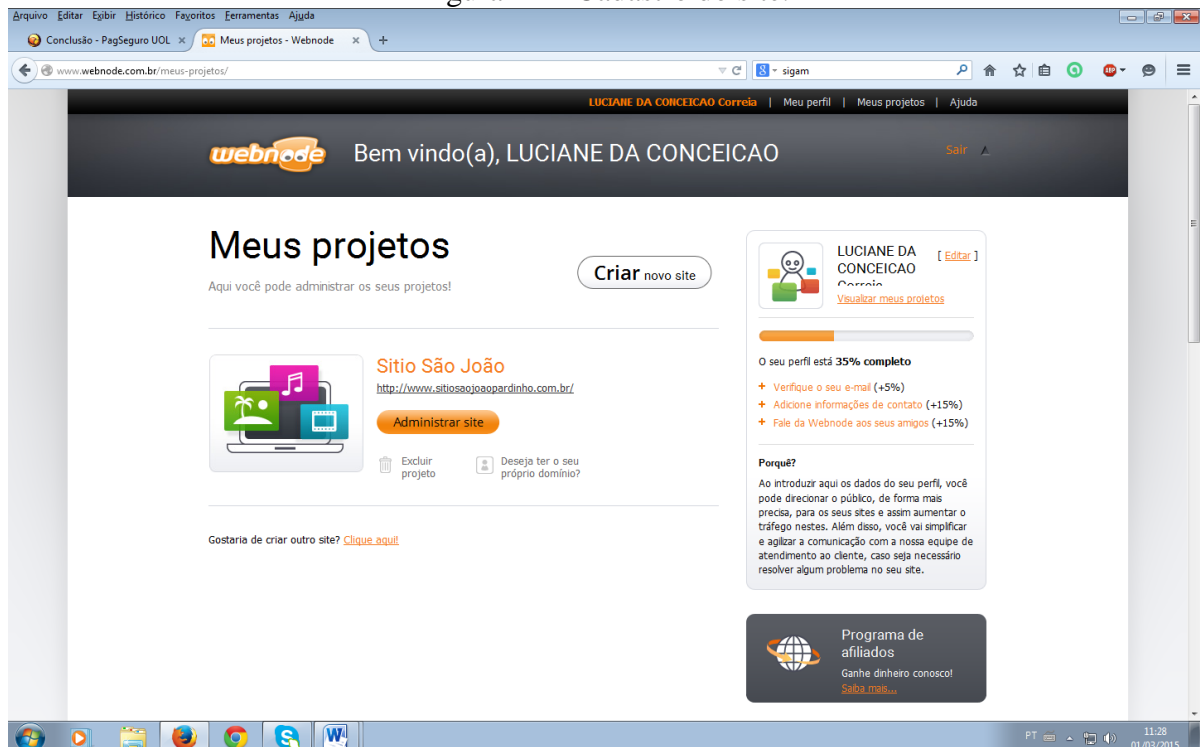 Arquivo Editar Exibir Histórico Favoritos Ferramentas Ajuda
Conclusão - PagSeguro UOL
Meus projetos - Webnode
www.webnode.com.br/meus-projetos/
sigam
ABP
LUCIANE DA CONCEICAO Correia | Meu perfil | Meus projetos | Ajuda
webnode
Bem vindo(a), LUCIANE DA CONCEICAO
Sair
Meus projetos
Aqui você pode administrar os seus projetos!
Criar novo site
Sitio São João
http://www.sitiosaojoaopardinho.com.br/
Administrar site
Excluir
projeto
Deseja ter o seu
próprio domínio?
Gostaria de criar outro site? Clique aqui!
LUCIANE DA
CONCEICAO
Correia
[ Editar ]
Visualizar meus projetos
O seu perfil está 35% completo
+ Verifique o seu e-mail (+5%)
+ Adicione informações de contato (+15%)
+ Fale da Webnode aos seus amigos (+15%)
Porquê?
Ao introduzir aqui os dados do seu perfil, você
pode direcionar o público, de forma mais
precisa, para os seus sites e assim aumentar o
tráfego nestes. Além disso, você vai simplificar
e agilizar a comunicação com a nossa equipe de
atendimento ao cliente, caso seja necessário
resolver algum problema no seu site.
Programa de
afiliados
Ganhe dinheiro conosco!
Saiba mais...
PT
11:28
01/03/2015